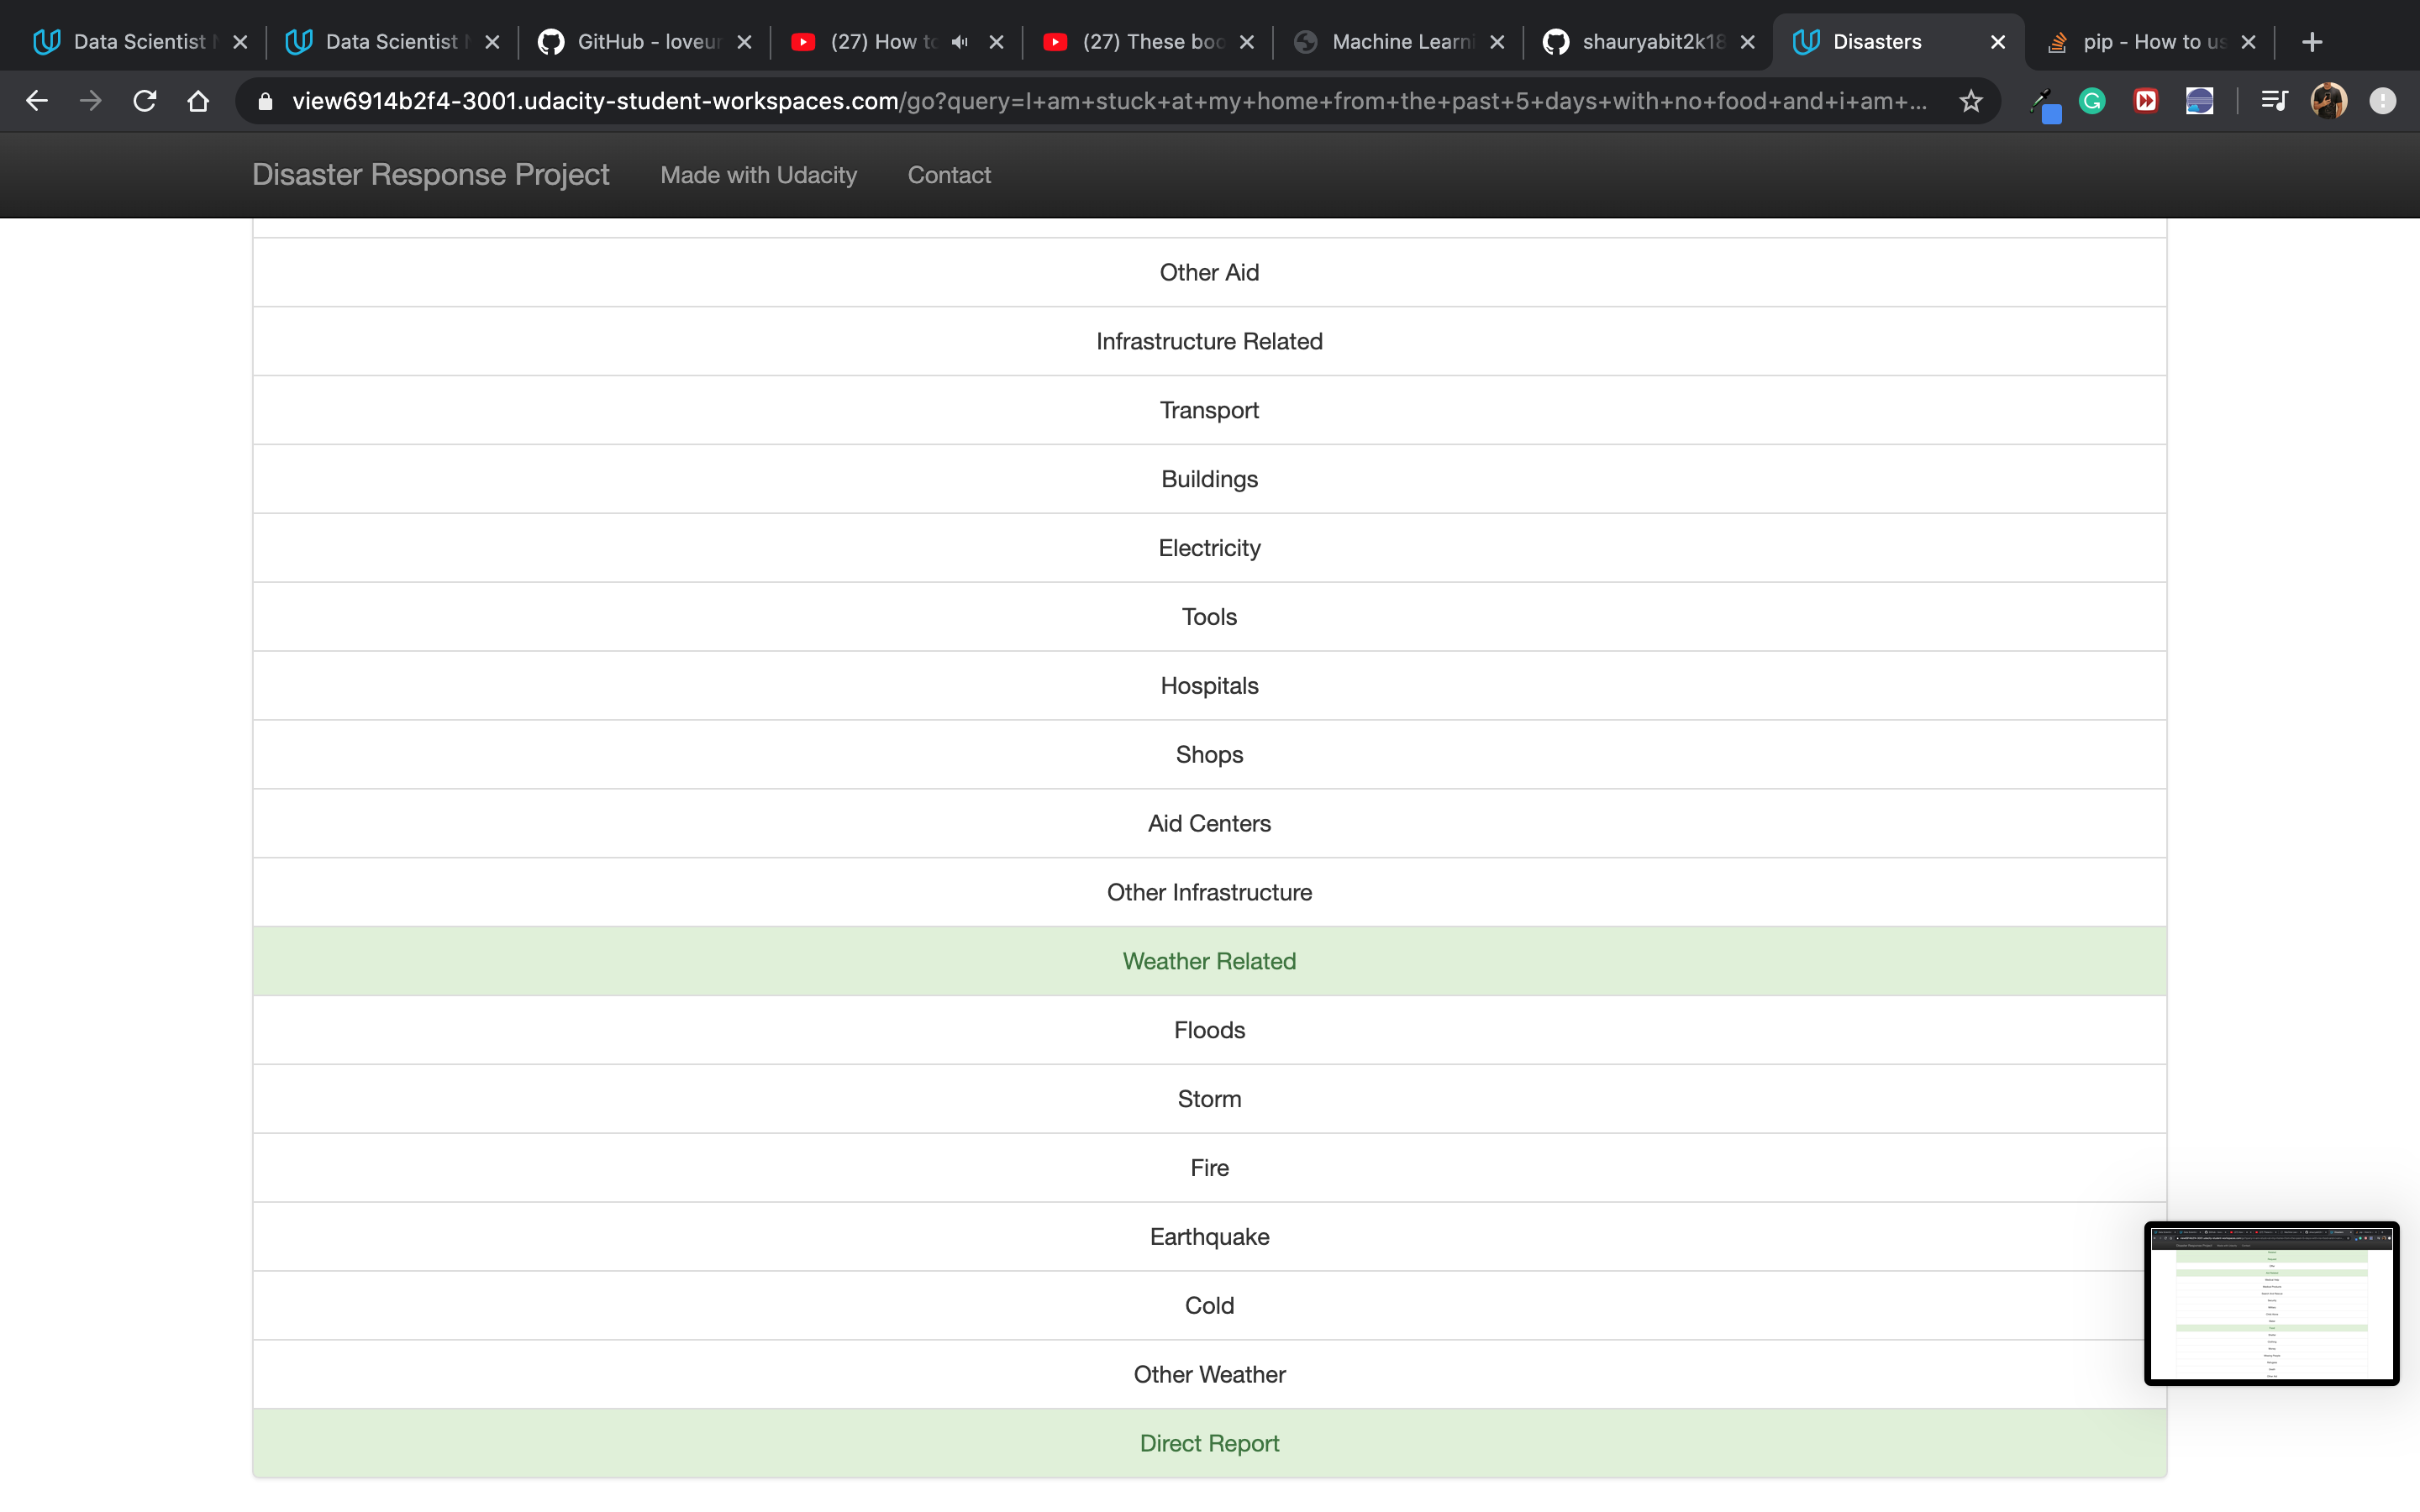 Data Scientist
Data Scientist
GitHub - loveur
(27) How to
(27) These boo
Machine Learni
shauryabit2k18
Disasters
pip - How to us
view6914b2f4-3001.udacity-student-workspaces.com/go?query=I+am+stuck+at+my+home+from+the+past+5+days+with+no+food+and+i+am+...
Disaster Response Project
Made with Udacity
Contact
Other Aid
Infrastructure Related
Transport
Buildings
Electricity
Tools
Hospitals
Shops
Aid Centers
Other Infrastructure
Weather Related
Floods
Storm
Fire
Earthquake
Cold
Other Weather
Direct Report